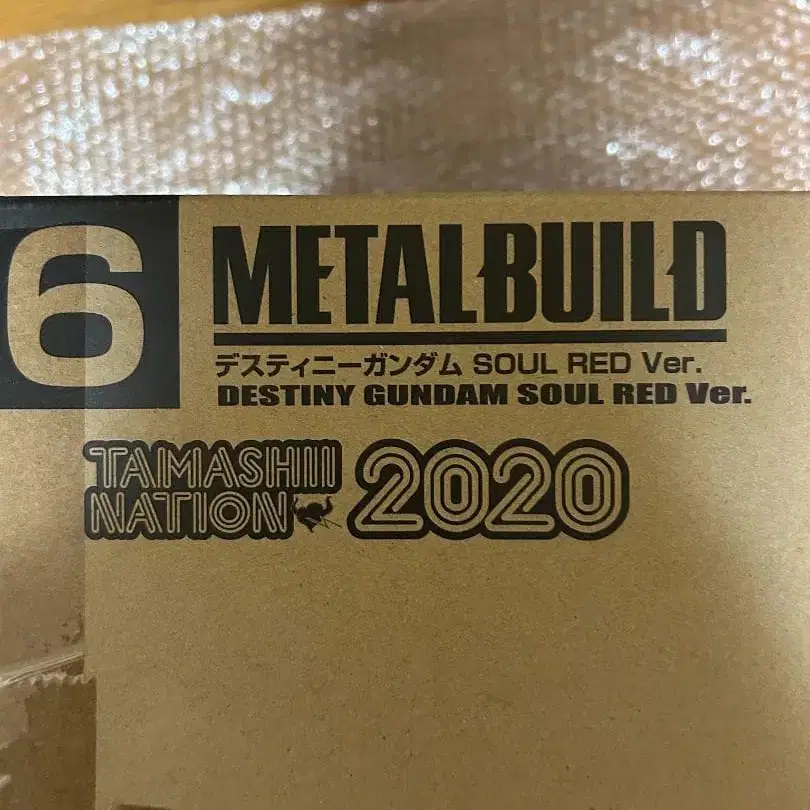 6
METALBUILD
デスティニーガンダム SOUL RED Ver.
DESTINY GUNDAM SOUL RED Ver.
TAMASHII
NATION 2020